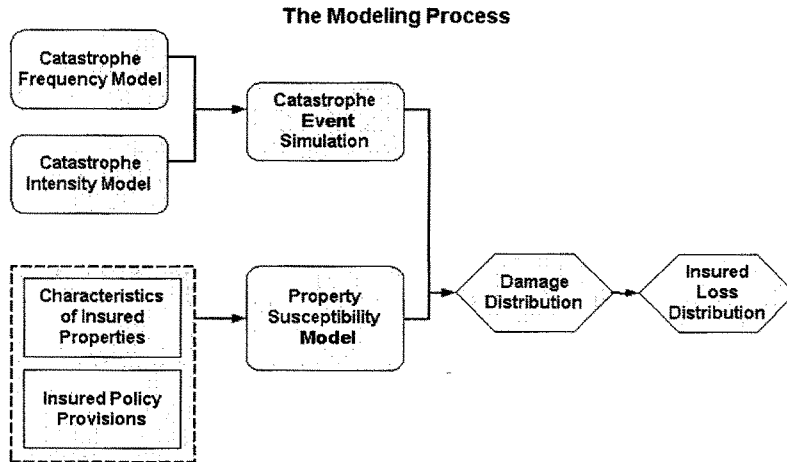 The Modeling Process
Catastrophe
Frequency Model
Catastrophe
Intensity Model
Catastrophe
Event
Simulation
Characteristics
of Insured
Properties
Insured Policy
Provisions
Property
Susceptibility
Model
Damage
Distribution
Insured
Loss
Distribution